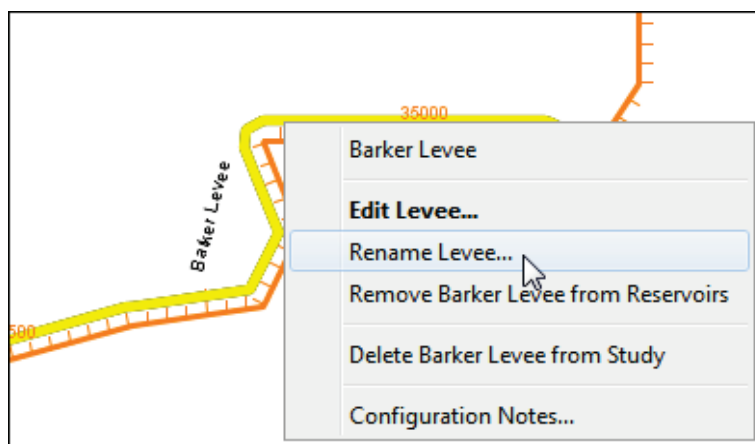 35000
Barker Levee
Barker Levee
Edit Levee...
Rename Levee...
Remove Barker Levee from Reservoirs
500
Delete Barker Levee from Study
Configuration Notes...